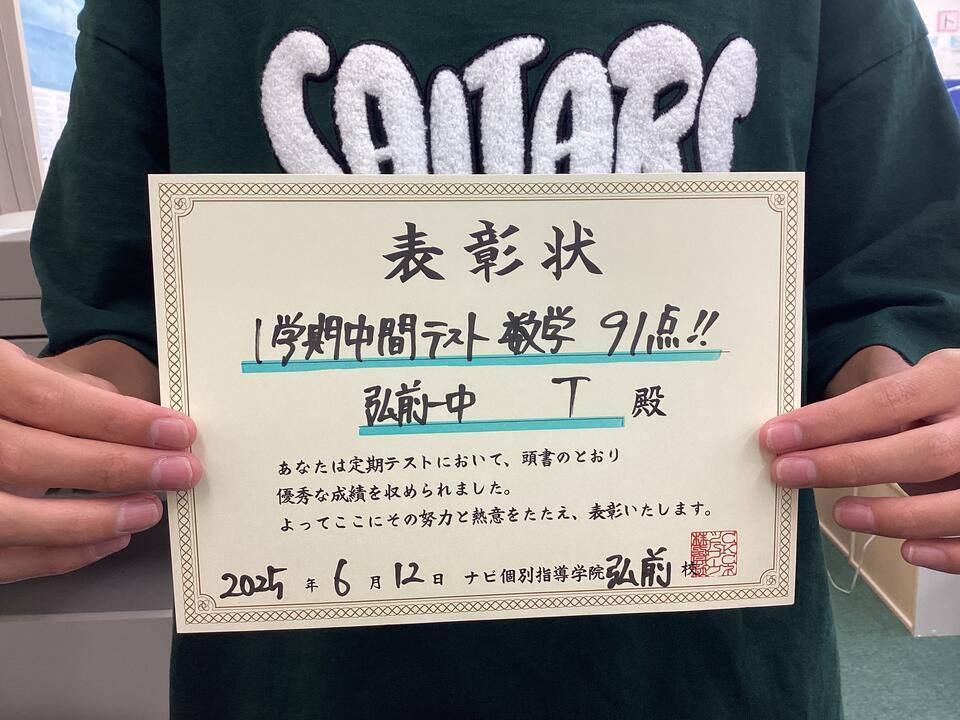 表彰状
1学期中間テスト 数学 91点!!
弘前一中 T 殿
あなたは定期テストにおいて、頭書のとおり
優秀な成績を収められました。
よってここにその努力と熱意をたたえ、表彰いたします。
2025年6月12日 ナビ個別指導学院弘前校